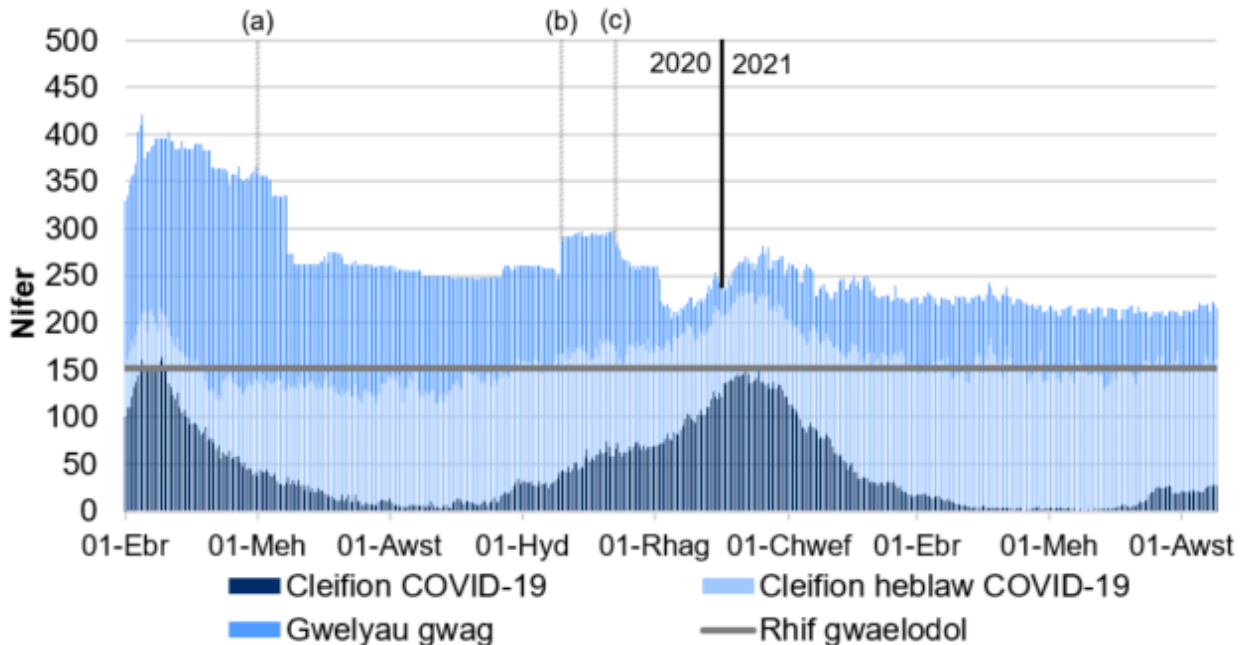 (a) (b) (c)
500
450
400
350
300
250
200
150
100
50
0
Nifer
2020 2021
01-Ebr 01-Meh 01-Awst 01-Hyd 01-Rhag 01-Chwef 01-Ebr 01-Meh 01-Awst
Cleifion COVID-19 Cleifion heblaw COVID-19
Gwelyau gwag Rhif gwaelodol